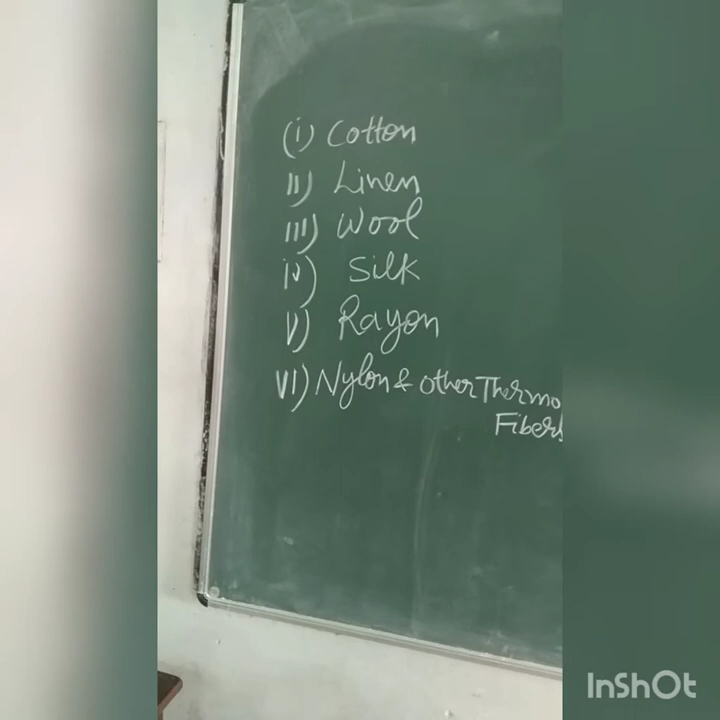 (i) Cotton
II) Linen
III) Wool
iv) Silk
V) Rayon
VI) Nylon & other Thermo
Fibers
InShOt